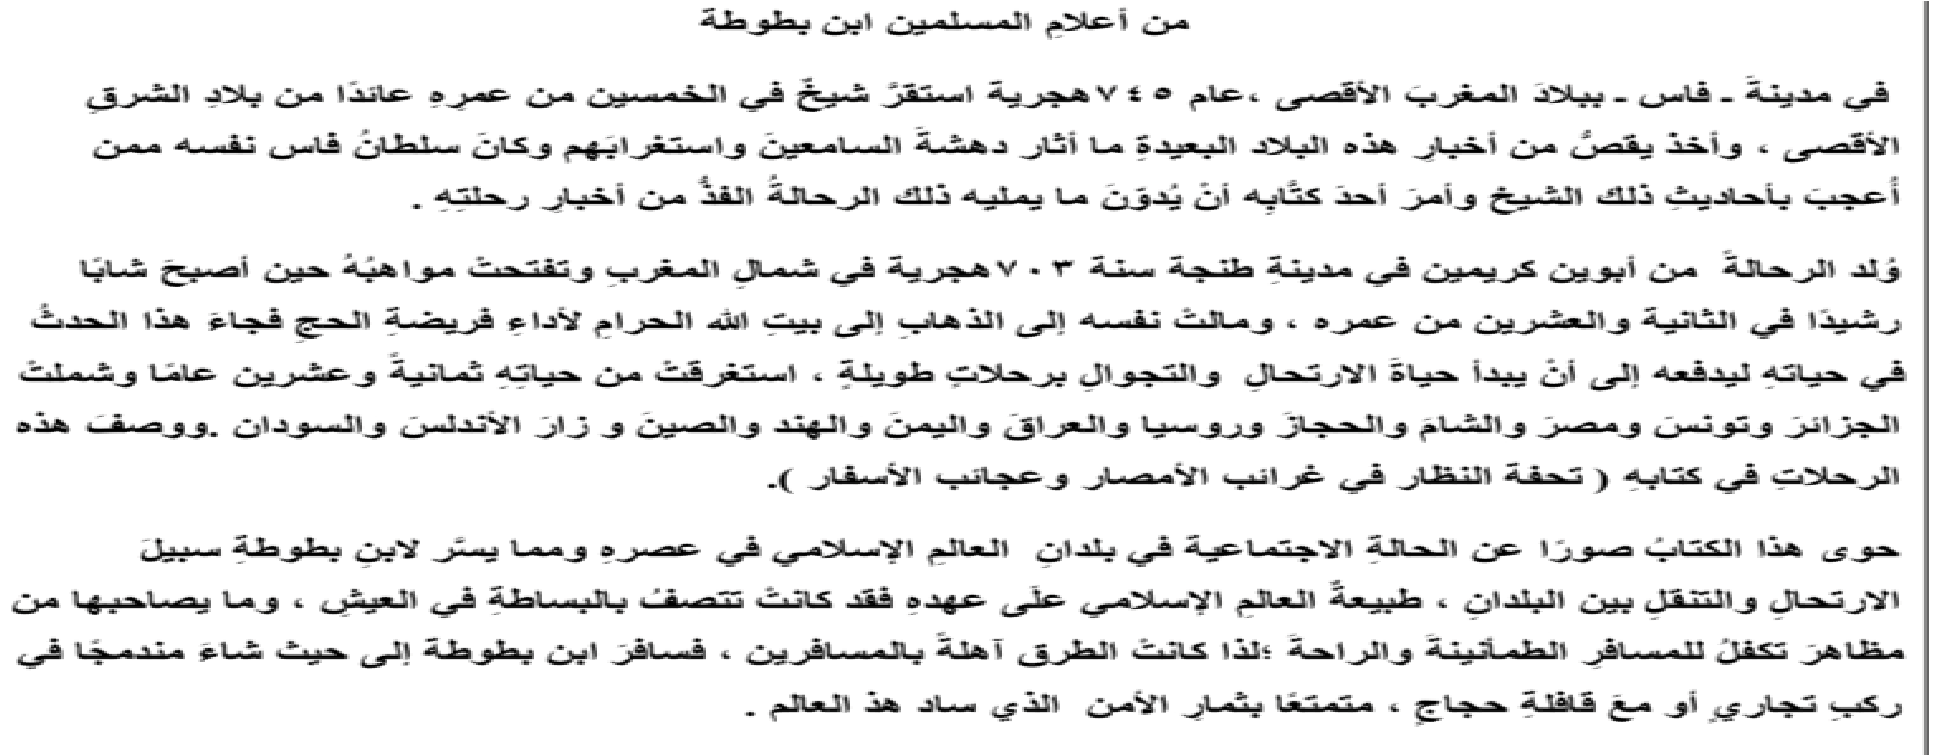 من أعلامِ المسلمين ابن بطوطة
في مدينةَ ـ فاس ـ ببلادَ المغربَ الأقصى ،عام ٧٤٥هجرية استقرَّ شيخٌ في الخمسين من عمرِهِ عائدًا من بلادِ الشرقِ
الأقصى ، وأخذ يقصُّ من أخبارِ هذه البلاد البعيدةِ ما أثار دهشةَ السامعينَ واستغرابَهم وكانَ سلطانُ فاس نفسه ممن
أُعجبَ بأحاديثِ ذلك الشيخ وأمرَ أحدَ كتَّابِه أنْ يُدوّنَ ما يمليه ذلك الرحالةُ الفذُّ من أخبارِ رحلتِهِ .
وُلد الرحالةَ من أبوين كريمين في مدينةِ طنجة سنة ٧٠٣هجرية في شمالِ المغربِ وتفتحتْ مواهبُهُ حين أصبحَ شابًا
رشيدًا في الثانية والعشرين من عمره ، ومالتْ نفسه إلى الذهابِ إلى بيتِ الله الحرامِ لأداءِ فريضةِ الحجِ فجاءَ هذا الحدثُ
في حياتهِ ليدفعه إلى أنْ يبدأ حياةَ الارتحالِ والتجوالِ برحلاتٍ طويلةٍ ، استغرقتْ من حياتِهِ ثمانيةً وعشرين عامًا وشملتْ
الجزائرَ وتونسَ ومصرَ والشامَ والحجازَ وروسيا والعراقَ واليمنَ والهند والصينَ و زارَ الأندلسَ والسودان .ووصفَ هذه
الرحلاتِ في كتابهِ ( تحفة النظار في غرائب الأمصار وعجائب الأسفار ).
حوى هذا الكتابُ صورًا عن الحالةِ الاجتماعية في بلدانِ العالمِ الإسلامي في عصرهِ ومما يسَّر لابنِ بطوطةِ سبيلَ
الارتحالِ والتنقلِ بين البلدانِ ، طبيعةُ العالمِ الإسلامي على عهدهِ فقد كانتْ تتصفُ بالبساطةِ في العيشِ ، وما يصاحبها من
مظاهرَ تكفلُ للمسافرِ الطمأنينةَ والراحةَ ؛لذا كانتْ الطرق آهلةً بالمسافرين ، فسافرَ ابن بطوطة إلى حيث شاءَ مندمجًا في
ركبٍ تجاريٍ أو معَ قافلةِ حجاجٍ ، متمتعًا بثمارِ الأمن الذي ساد هذ العالم .